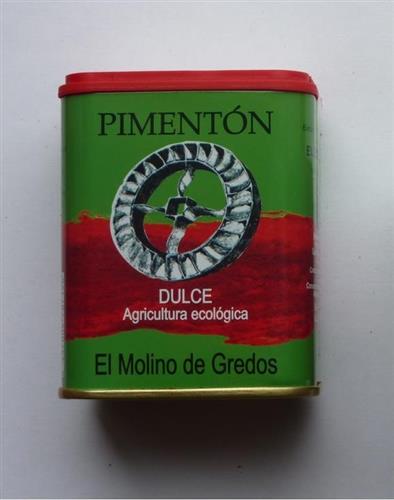 PIMENTÓN
DULCE
Agricultura ecológica
El Molino de Gredos